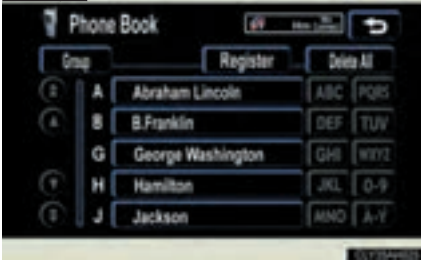 Phone Book
Group Register Delete All
A Abraham Lincoln ABC PQRS
B B.Franklin DEF TUV
G George Washington GHI WXYZ
H Hamilton JKL 0-9
J Jackson MNO A-Y